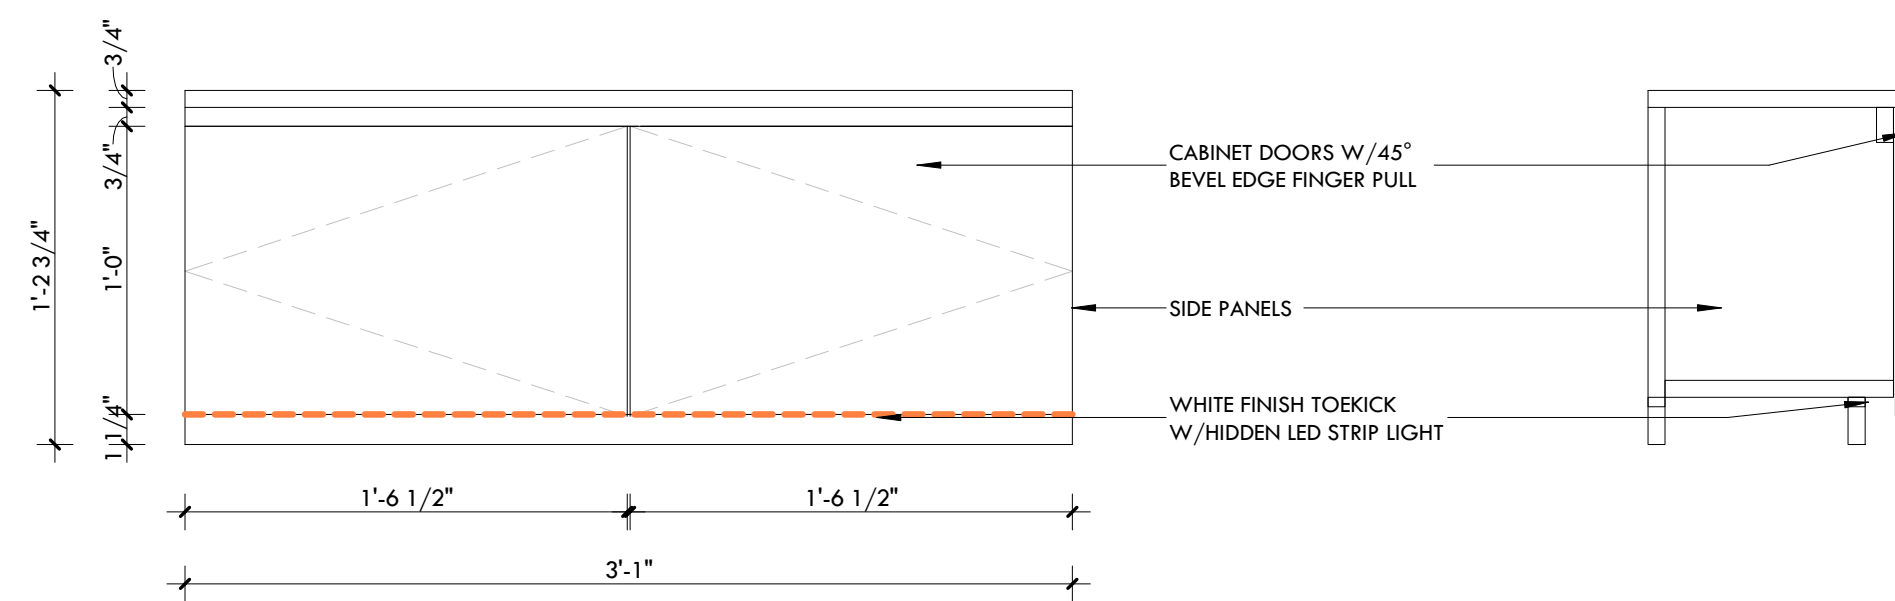 3/4"
3/4"
1'-2 3/4"
1'-0"
1 1/4"
CABINET DOORS W/45°
BEVEL EDGE FINGER PULL
SIDE PANELS
WHITE FINISH TOEKICK
W/HIDDEN LED STRIP LIGHT
1'-6 1/2"
1'-6 1/2"
3'-1"